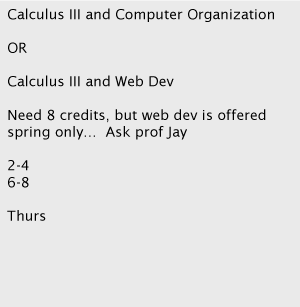 Calculus III and Computer Organization
OR
Calculus III and Web Dev
Need 8 credits, but web dev is offered
spring only...  Ask prof Jay
2-4
6-8
Thurs